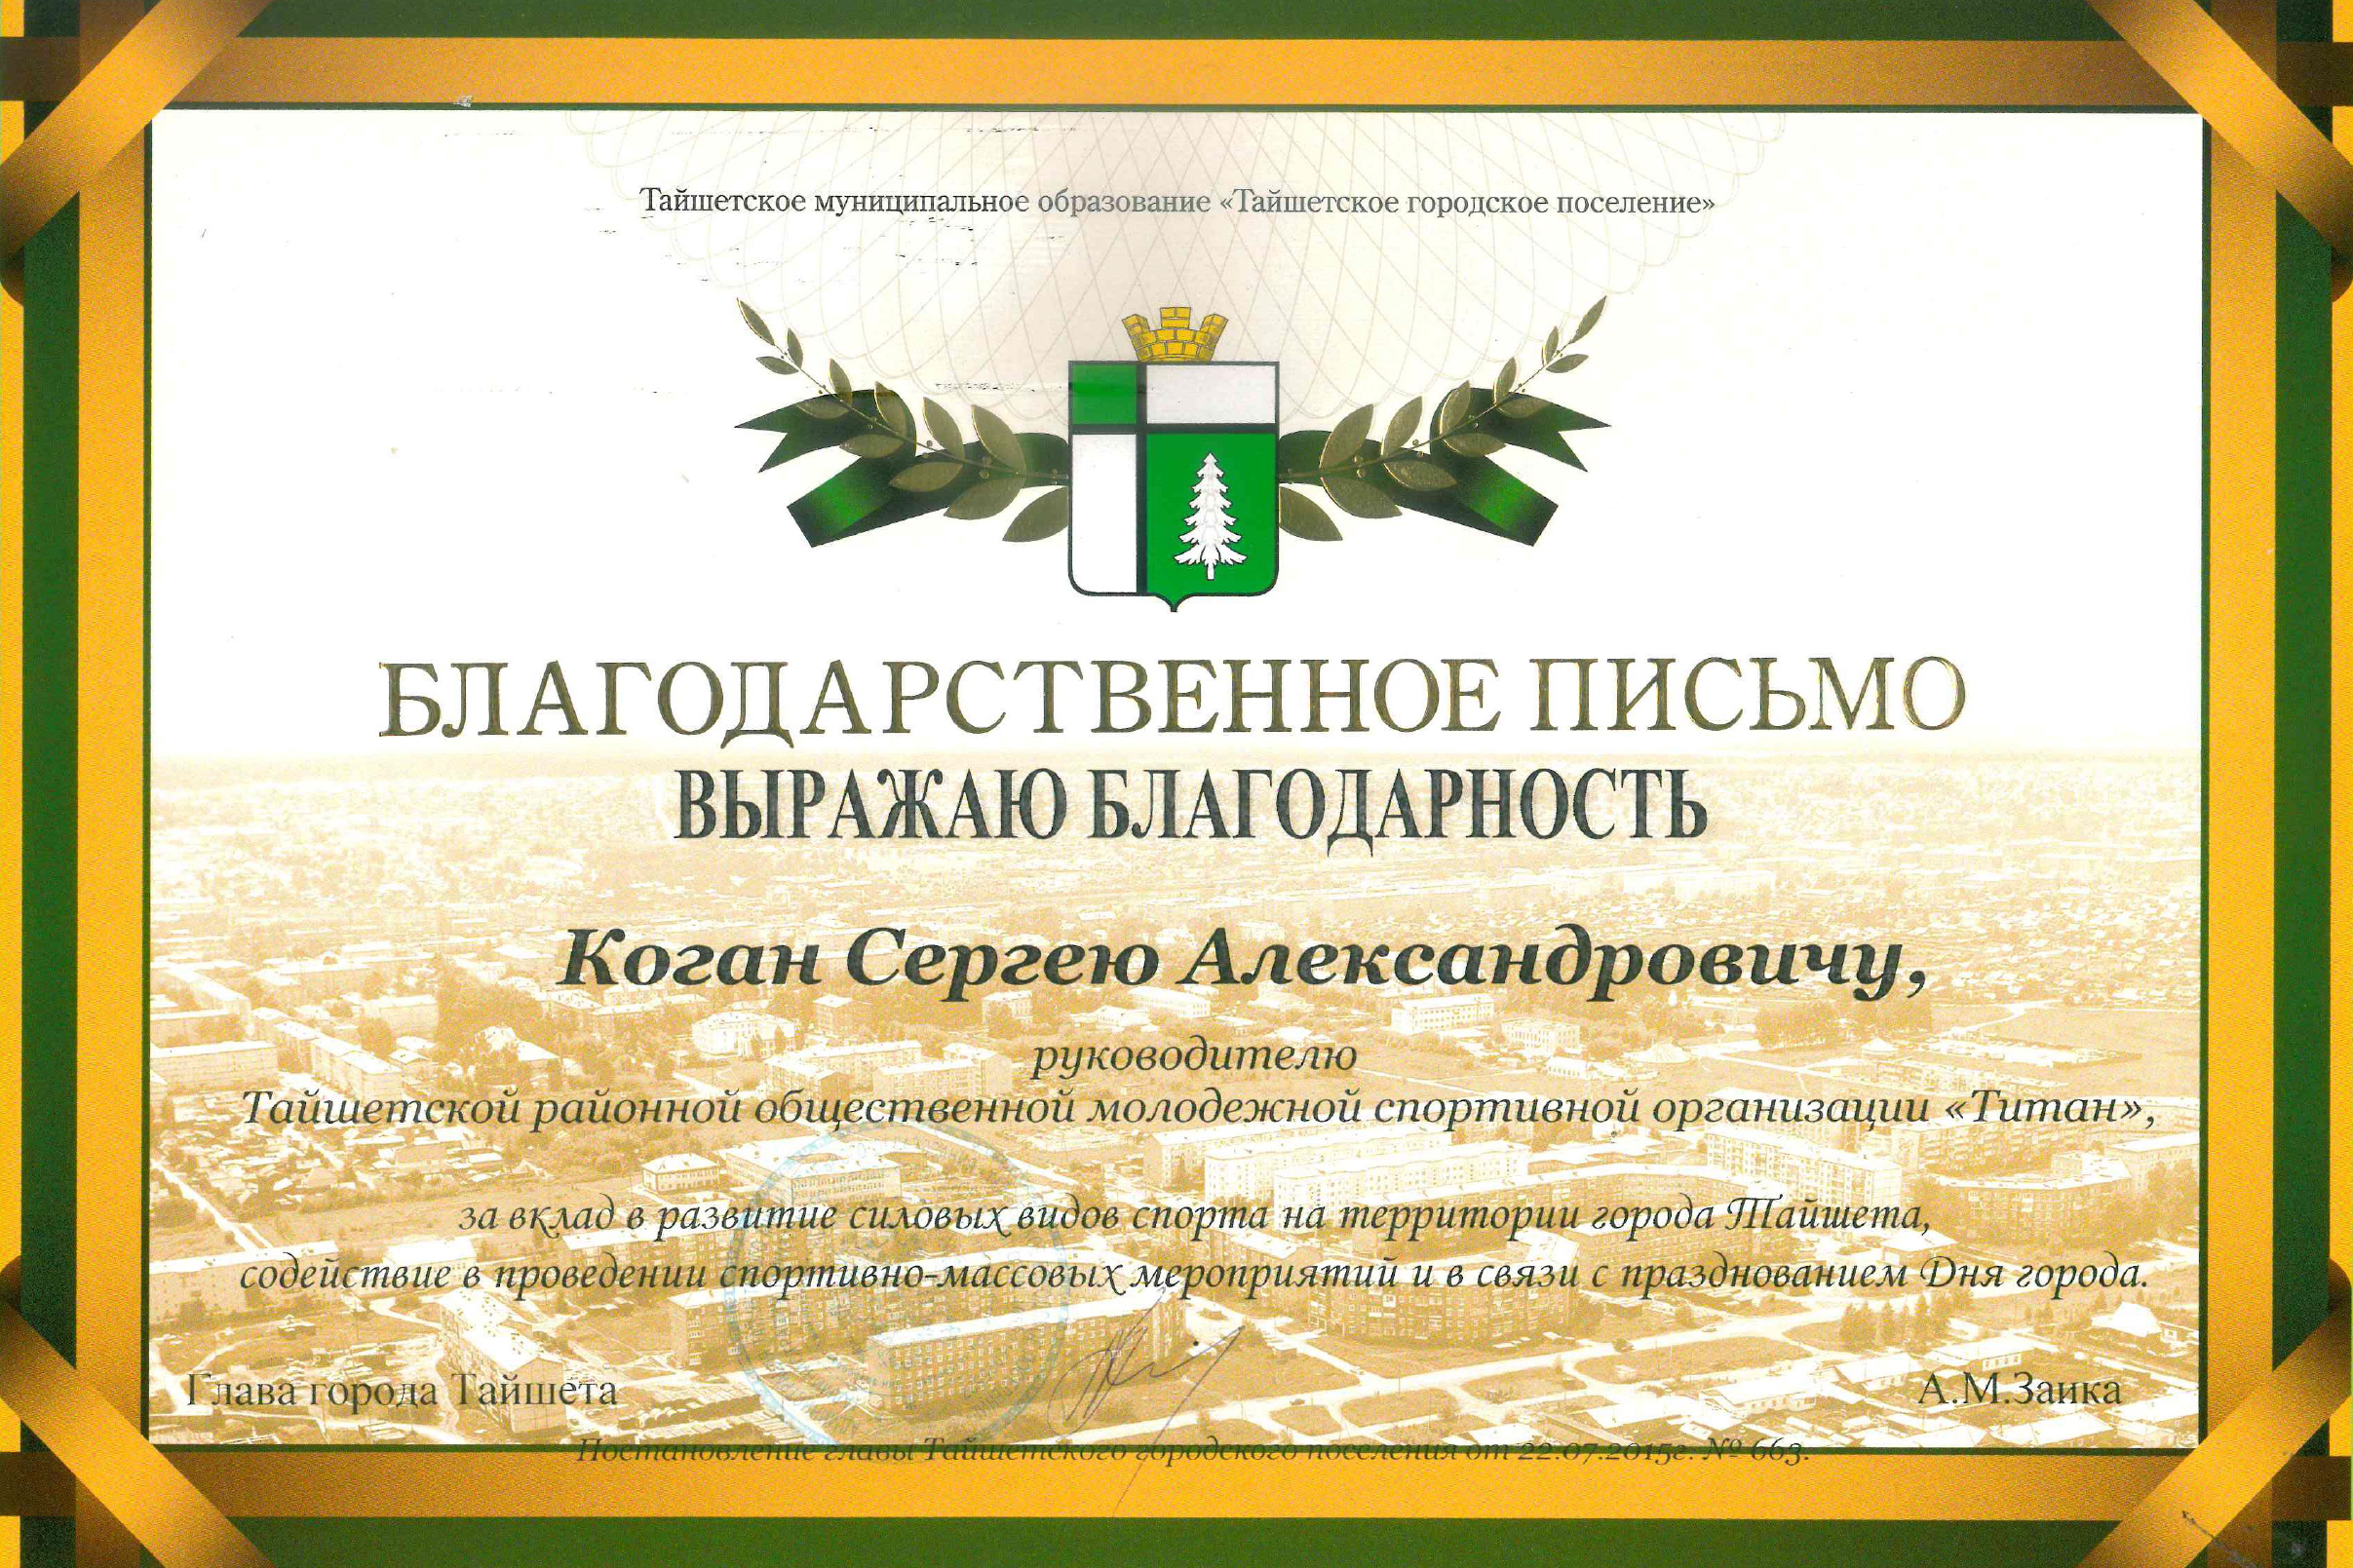 Тайшетское муниципальное образование «Тайшетское городское поселение»
БЛАГОДАРСТВЕННОЕ ПИСЬМО
ВЫРАЖАЮ БЛАГОДАРНОСТЬ
Коган Сергею Александровичу,
руководителю
Тайшетской районной общественной молодежной спортивной организации «Титан»,
за вклад в развитие силовых видов спорта на территории города Тайшета,
содействие в проведении спортивно-массовых мероприятий и в связи с празднованием Дня города.
Глава города Тайшета
А.М.Заика
Постановление главы Тайшетского городского поселения от 22.07.2015г. № 663.